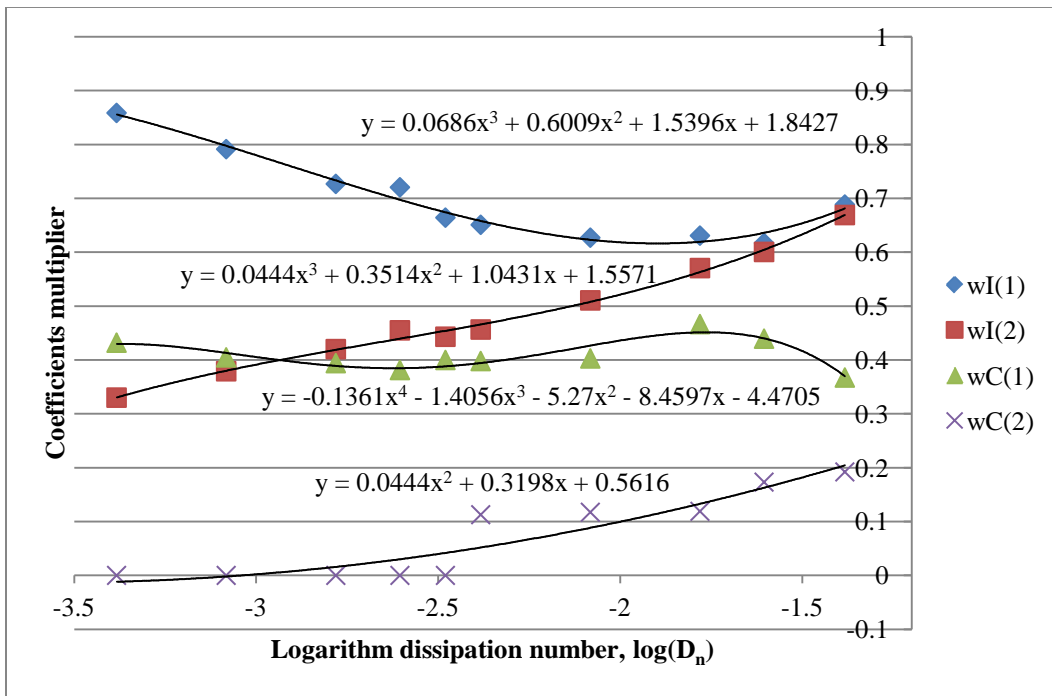 1
0.9
y = 0.0686x³ + 0.6009x² + 1.5396x + 1.8427
0.8
0.7
0.6
y = 0.0444x³ + 0.3514x² + 1.0431x + 1.5571
0.5
0.4
y = -0.1361x⁴ - 1.4056x³ - 5.27x² - 8.4597x - 4.4705
0.3
0.2
y = 0.0444x² + 0.3198x + 0.5616
0.1
0
-0.1
-3.5 -3 -2.5 -2 -1.5
Coefficients multiplier
Logarithm dissipation number, log(Dₙ)
wI(1)
wI(2)
wC(1)
wC(2)